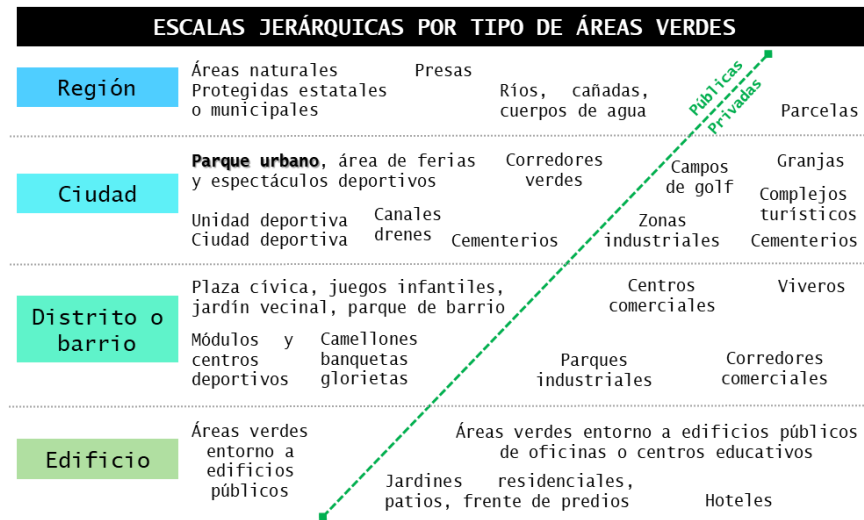 ESCALAS JERÁRQUICAS POR TIPO DE ÁREAS VERDES
Región
Áreas naturales
Protegidas estatales
o municipales
Presas
Ríos, cañadas,
cuerpos de agua
Públicas
Privadas
Parcelas
Ciudad
Parque urbano, área de ferias
y espectáculos deportivos
Corredores
verdes
Campos
de golf
Granjas
Complejos
turísticos
Unidad deportiva
Ciudad deportiva
Canales
drenes
Cementerios
Zonas
industriales
Cementerios
Distrito o
barrio
Plaza cívica, juegos infantiles,
jardín vecinal, parque de barrio
Centros
comerciales
Viveros
Módulos y
centros
deportivos
Camellones
banquetas
glorietas
Parques
industriales
Corredores
comerciales
Edificio
Áreas verdes
entorno a
edificios
públicos
Áreas verdes entorno a edificios públicos
de oficinas o centros educativos
Jardines residenciales,
patios, frente de predios
Hoteles